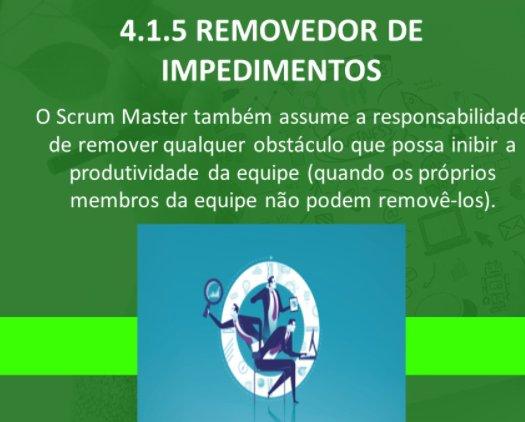 4.1.5 REMOVEDOR DE
IMPEDIMENTOS
O Scrum Master também assume a responsabilidade
de remover qualquer obstáculo que possa inibir a
produtividade da equipe (quando os próprios
membros da equipe não podem removê-los).